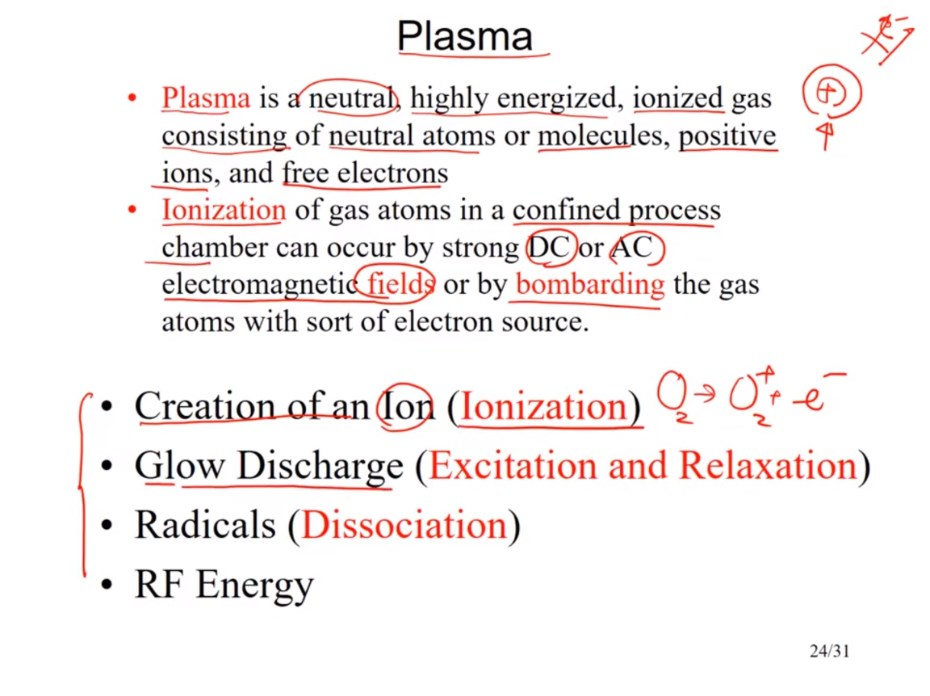 Plasma
e-
+
• Plasma is a neutral, highly energized, ionized gas
consisting of neutral atoms or molecules, positive
ions, and free electrons
• Ionization of gas atoms in a confined process
chamber can occur by strong DC or AC
electromagnetic fields or by bombarding the gas
atoms with sort of electron source.
• Creation of an Ion (Ionization) O₂ → O₂⁺ + e⁻
• Glow Discharge (Excitation and Relaxation)
• Radicals (Dissociation)
• RF Energy
24/31